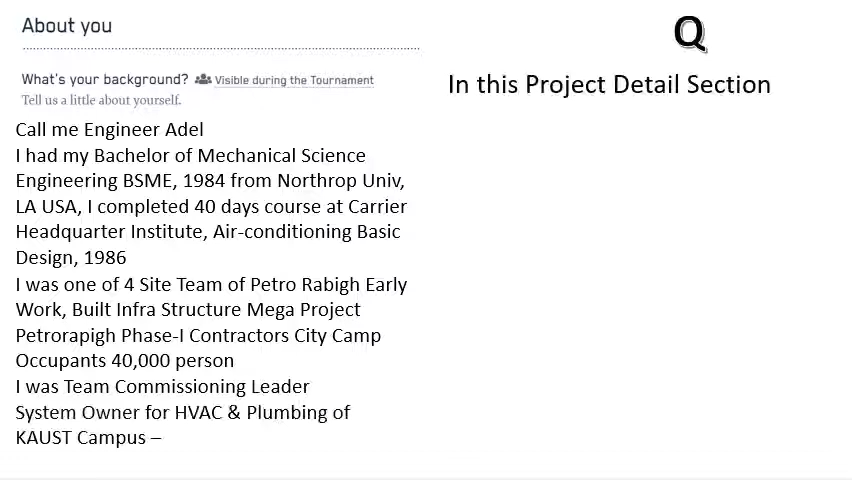 About you
What's your background? Visible during the Tournament
Tell us a little about yourself.
Call me Engineer Adel
I had my Bachelor of Mechanical Science
Engineering BSME, 1984 from Northrop Univ,
LA USA, I completed 40 days course at Carrier
Headquarter Institute, Air-conditioning Basic
Design, 1986
I was one of 4 Site Team of Petro Rabigh Early
Work, Built Infra Structure Mega Project
Petrorapigh Phase-I Contractors City Camp
Occupants 40,000 person
I was Team Commissioning Leader
System Owner for HVAC & Plumbing of
KAUST Campus –
Q
In this Project Detail Section